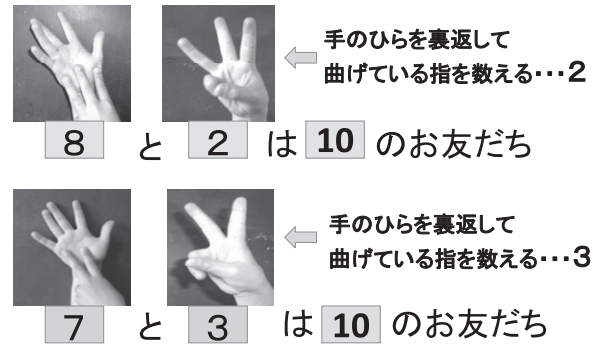 手のひらを裏返して
曲げている指を数える・・・2
8 と 2 は 10 のお友だち
手のひらを裏返して
曲げている指を数える・・・3
7 と 3 は 10 のお友だち